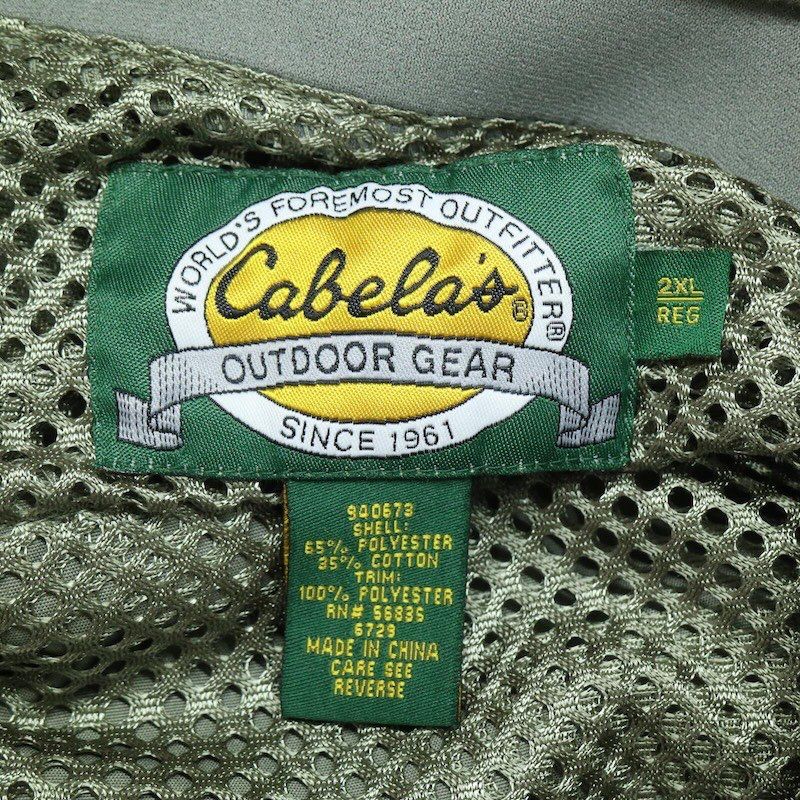 WORLD'S FOREMOST OUTFITTER®
Cabela's®
OUTDOOR GEAR
SINCE 1961
2XL
REG
940673
SHELL:
65% POLYESTER
35% COTTON
TRIM:
100% POLYESTER
RN# 56835
6729
MADE IN CHINA
CARE SEE
REVERSE